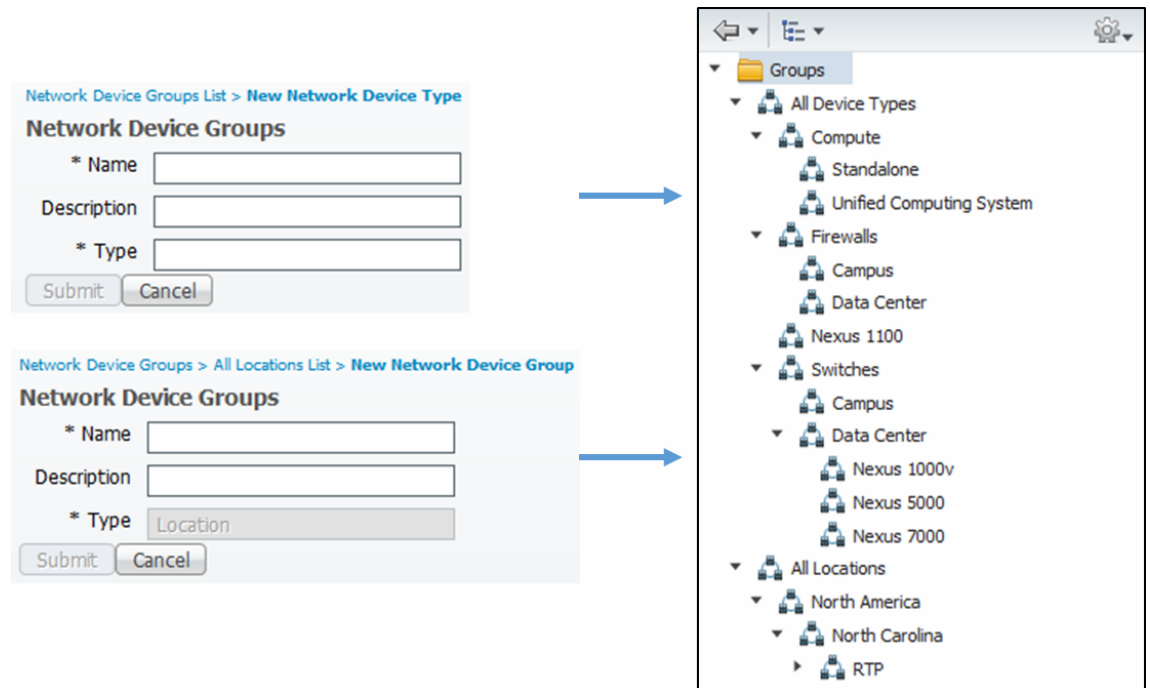 Network Device Groups List > New Network Device Type
Network Device Groups
* Name
Description
* Type
Submit Cancel
Network Device Groups > All Locations List > New Network Device Group
Network Device Groups
* Name
Description
* Type Location
Submit Cancel
Groups
All Device Types
Compute
Standalone
Unified Computing System
Firewalls
Campus
Data Center
Nexus 1100
Switches
Campus
Data Center
Nexus 1000v
Nexus 5000
Nexus 7000
All Locations
North America
North Carolina
RTP